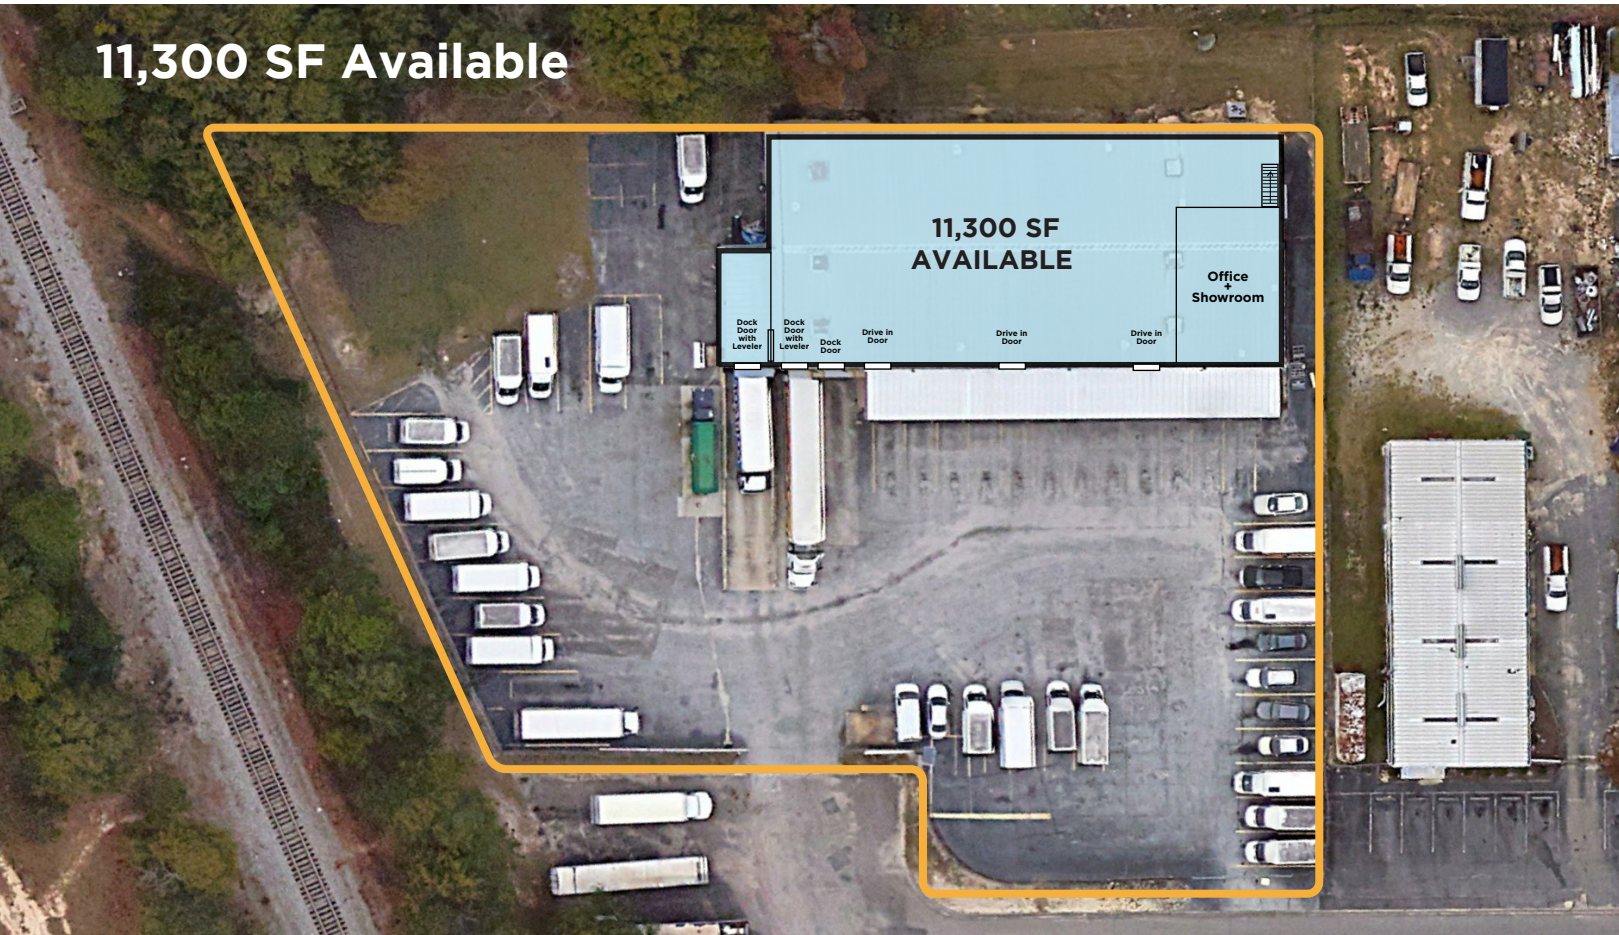 11,300 SF Available
11,300 SF
AVAILABLE
Office
+
Showroom
Dock
Door
with
Leveler
Dock
Door
with
Leveler
Dock
Door
Drive in
Door
Drive in
Door
Drive in
Door